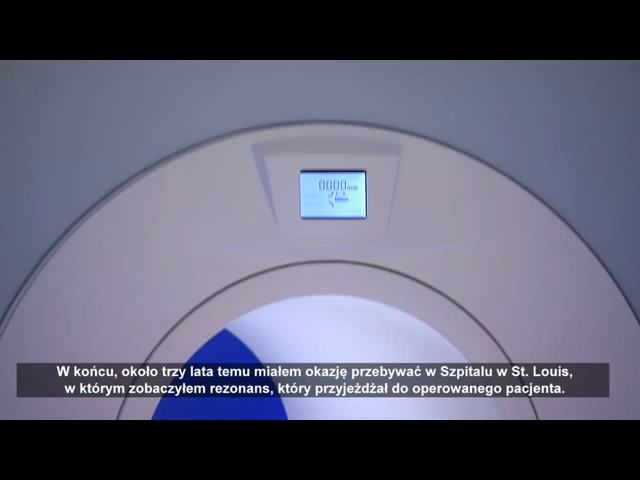 0000mm
W końcu, około trzy lata temu miałem okazję przebywać w Szpitalu w St. Louis,
w którym zobaczyłem rezonans, który przyjeżdżał do operowanego pacjenta.